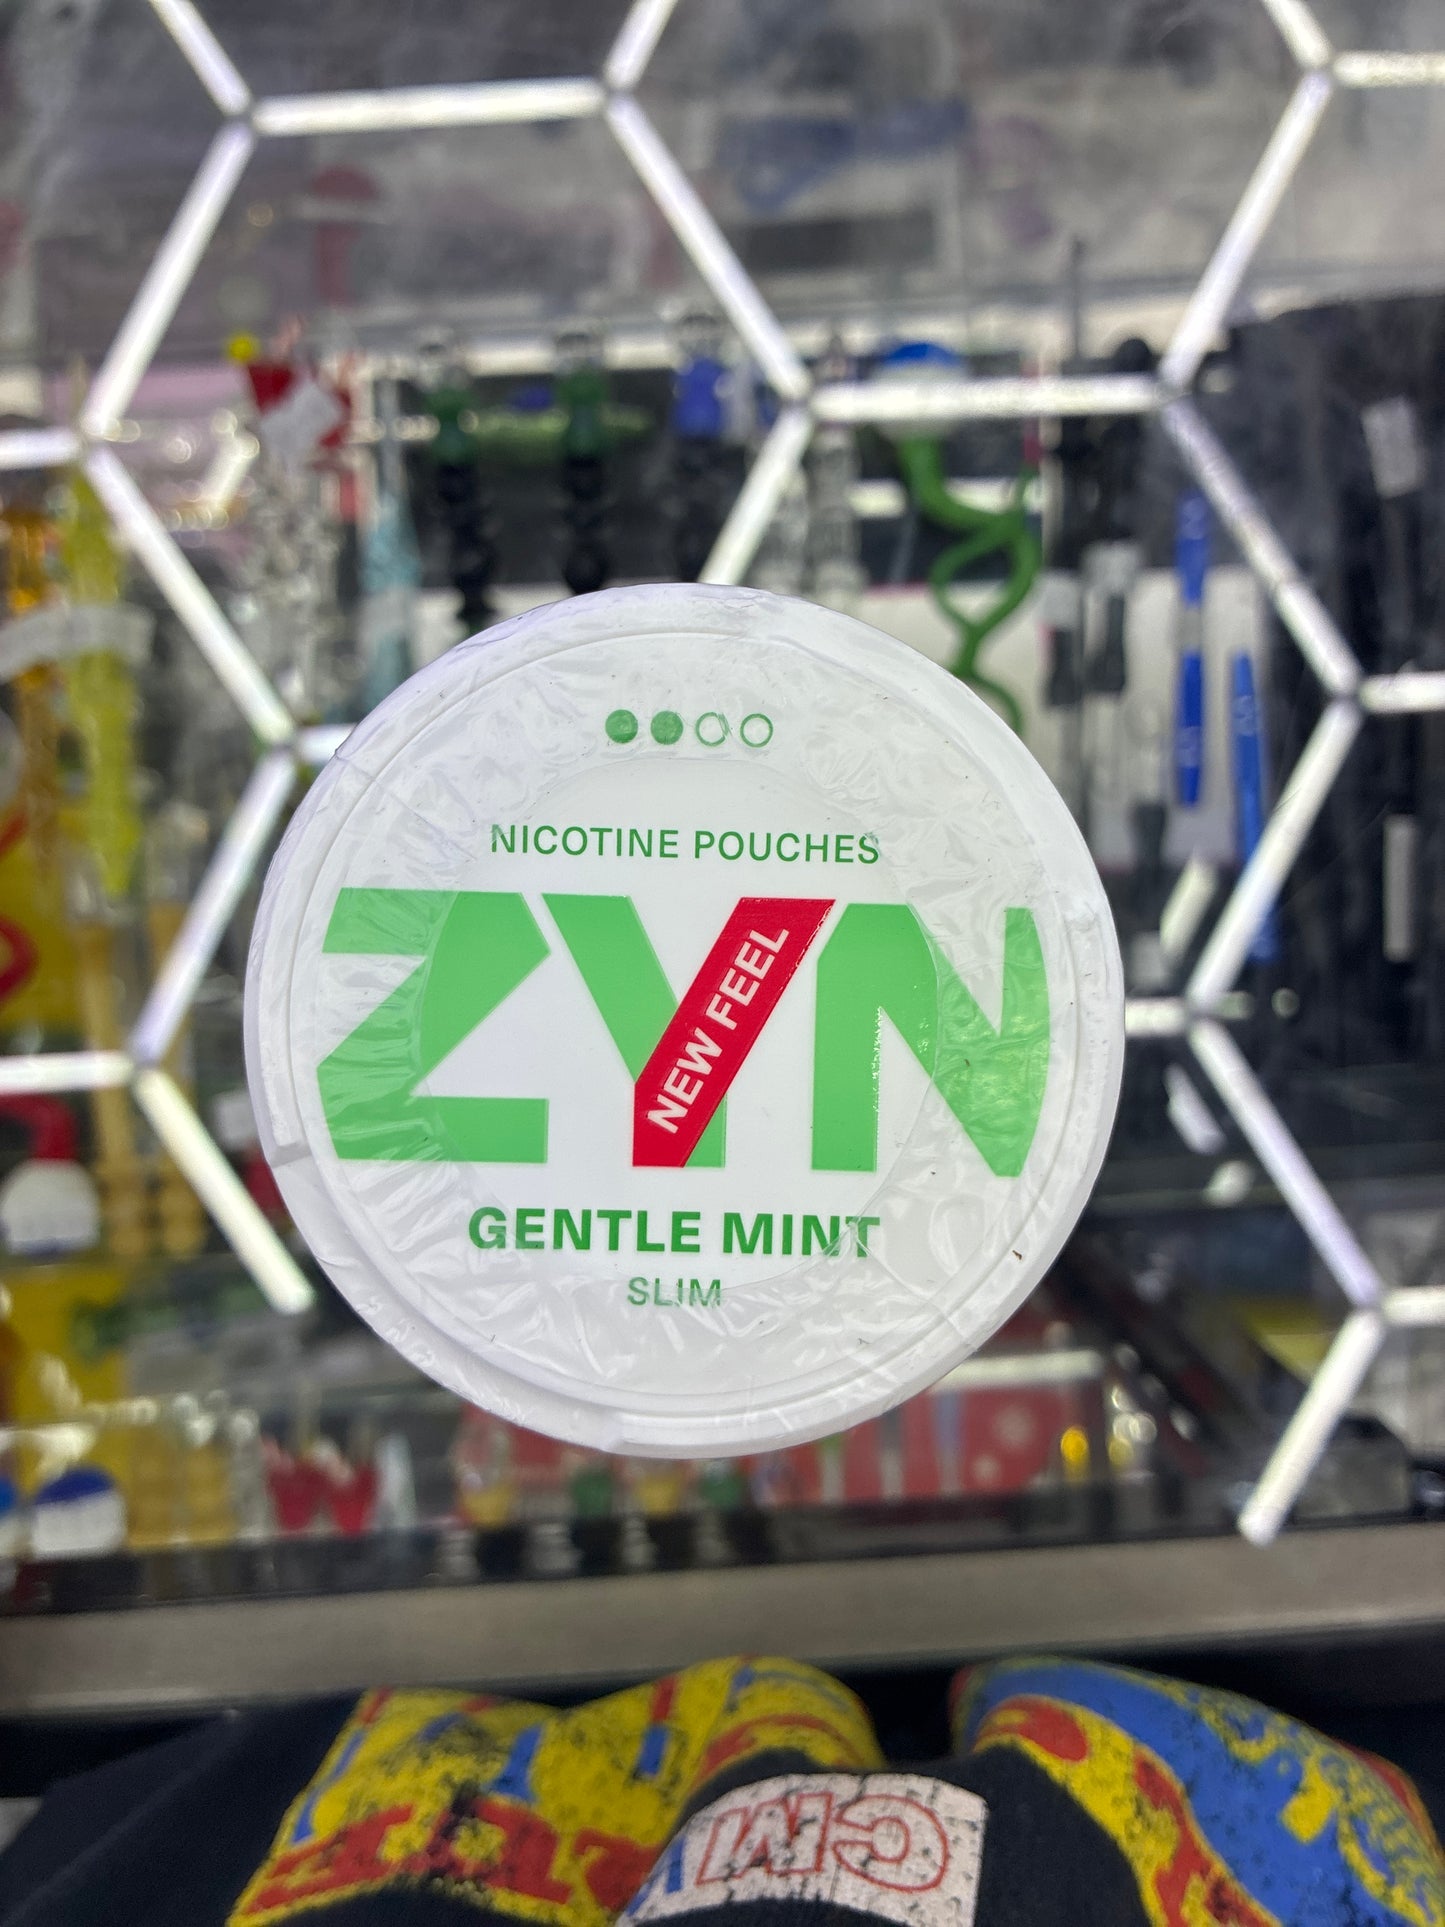 NICOTINE POUCHES
ZYN
NEW FEEL
GENTLE MINT
SLIM